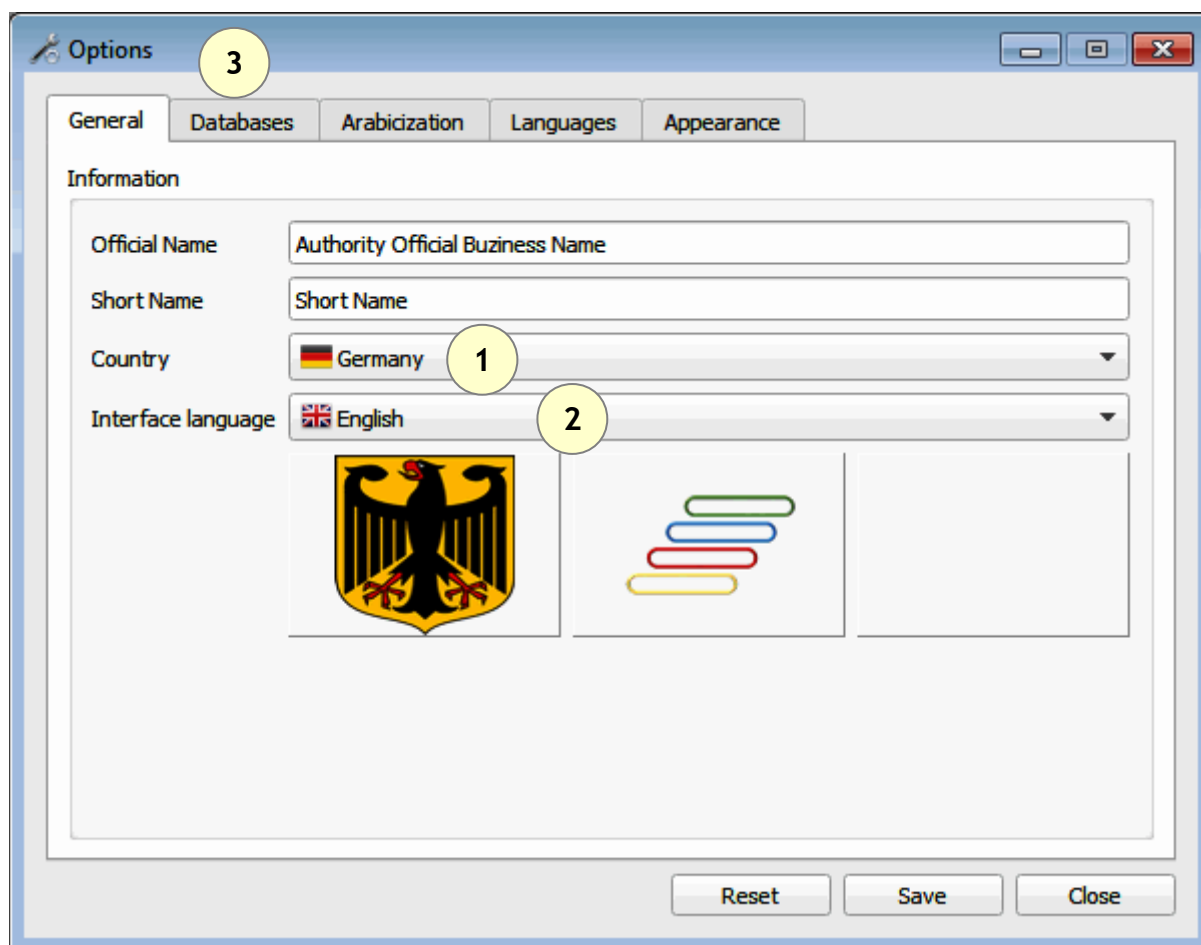 Options
3
General Databases Arabicization Languages Appearance
Information
Official Name Authority Official Buziness Name
Short Name Short Name
Country Germany 1
Interface language English 2
Reset Save Close